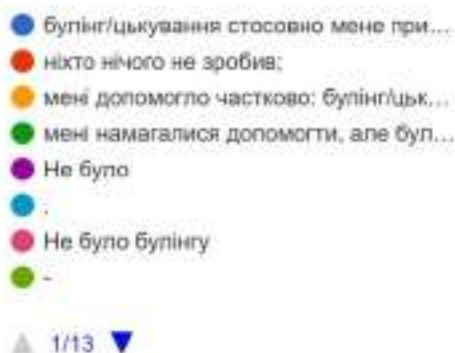 булінг/цькування стосовно мене при...
ніхто нічого не зробив;
мені допомогло частково: булінг/цьк...
мені намагалися допомогти, але бул...
Не було
.
Не було булінгу
-
1/13